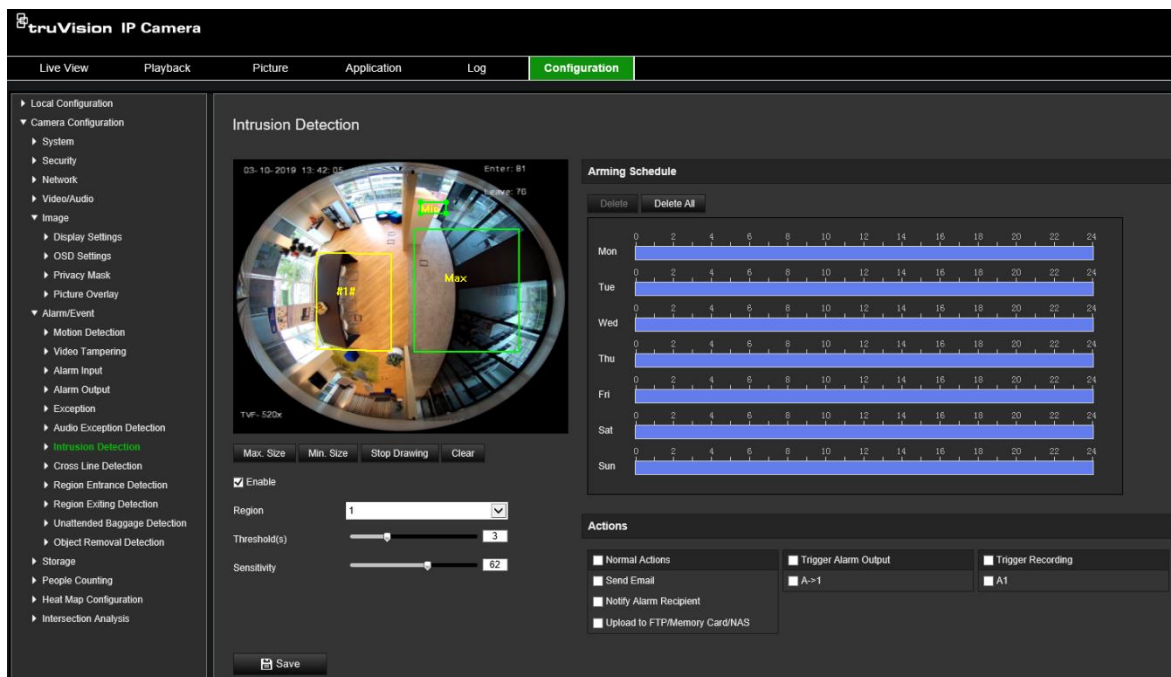 truVision IP Camera
Live View Playback Picture Application Log Configuration
Local Configuration
Camera Configuration
System
Security
Network
Video/Audio
Image
Display Settings
OSD Settings
Privacy Mask
Picture Overlay
Alarm/Event
Motion Detection
Video Tampering
Alarm Input
Alarm Output
Exception
Audio Exception Detection
Intrusion Detection
Cross Line Detection
Region Entrance Detection
Region Exiting Detection
Unattended Baggage Detection
Object Removal Detection
Storage
People Counting
Heat Map Configuration
Intersection Analysis
Intrusion Detection
03-10-2019 13:42:05 Enter: 81
Leave: 76
Min
Max
#1#
TVF-520x
Max. Size Min. Size Stop Drawing Clear
Enable
Region 1
Threshold(s) 3
Sensitivity 62
Save
Arming Schedule
Delete Delete All
0 2 4 6 8 10 12 14 16 18 20 22 24
Mon
0 2 4 6 8 10 12 14 16 18 20 22 24
Tue
0 2 4 6 8 10 12 14 16 18 20 22 24
Wed
0 2 4 6 8 10 12 14 16 18 20 22 24
Thu
0 2 4 6 8 10 12 14 16 18 20 22 24
Fri
0 2 4 6 8 10 12 14 16 18 20 22 24
Sat
0 2 4 6 8 10 12 14 16 18 20 22 24
Sun
Actions
Normal Actions Trigger Alarm Output Trigger Recording
Send Email A->1 A1
Notify Alarm Recipient
Upload to FTP/Memory Card/NAS